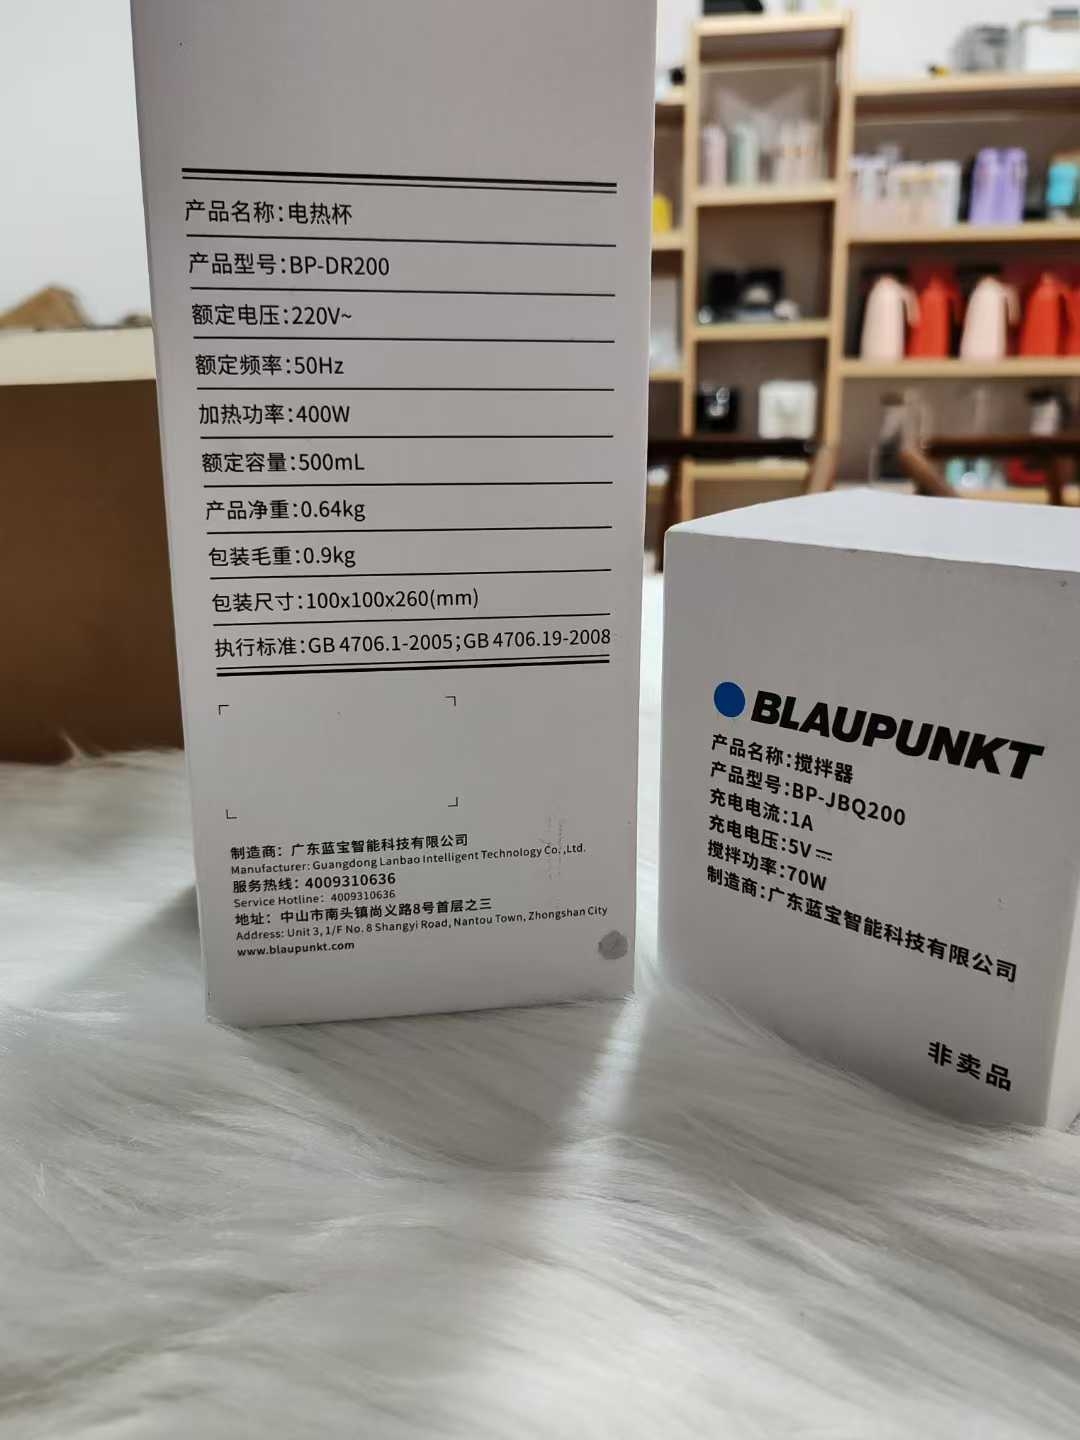 产品名称:电热杯
产品型号:BP-DR200
额定电压:220V~
额定频率:50Hz
加热功率:400W
额定容量:500mL
产品净重:0.64kg
包装毛重:0.9kg
包装尺寸:100x100x260(mm)
执行标准:GB 4706.1-2005;GB 4706.19-2008
制造商：广东蓝宝智能科技有限公司
Manufacturer: Guangdong Lanbao Intelligent Technology Co.,Ltd.
服务热线：4009310636
Service Hotline: 4009310636
地址：中山市南头镇尚义路8号首层之三
Address: Unit 3, 1/F No. 8 Shangyi Road, Nantou Town, Zhongshan City
www.blaupunkt.com
BLAUPUNKT
产品名称:搅拌器
产品型号:BP-JBQ200
充电电流:1A
充电电压:5V⎓
搅拌功率:70W
制造商:广东蓝宝智能科技有限公司
非卖品